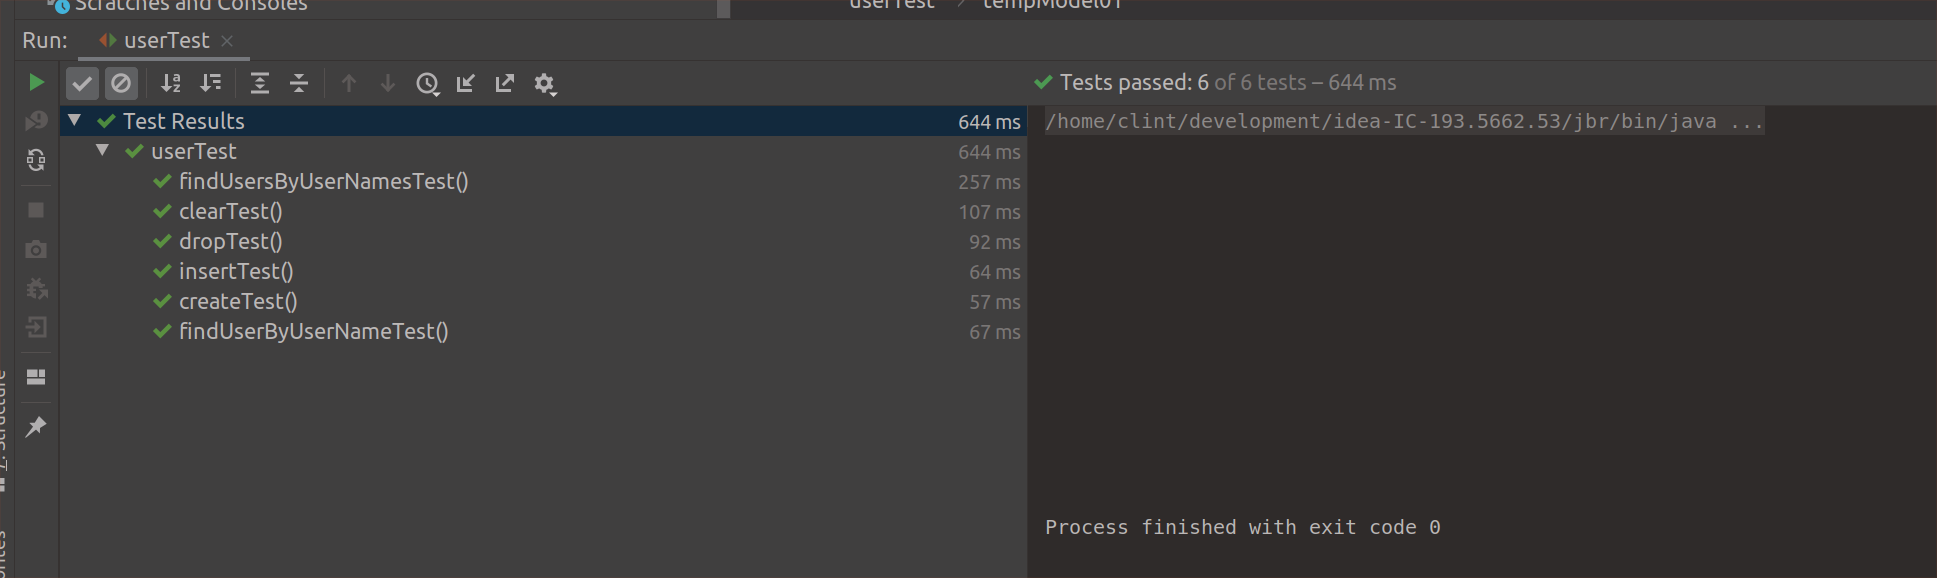 Scratches and Consoles
userTest tempModel01
Run: userTest
Tests passed: 6 of 6 tests – 644 ms
Test Results 644 ms
userTest 644 ms
findUsersByUserNamesTest() 257 ms
clearTest() 107 ms
dropTest() 92 ms
insertTest() 64 ms
createTest() 57 ms
findUserByUserNameTest() 67 ms
/home/clint/development/idea-IC-193.5662.53/jbr/bin/java ...
Process finished with exit code 0
7: Structure